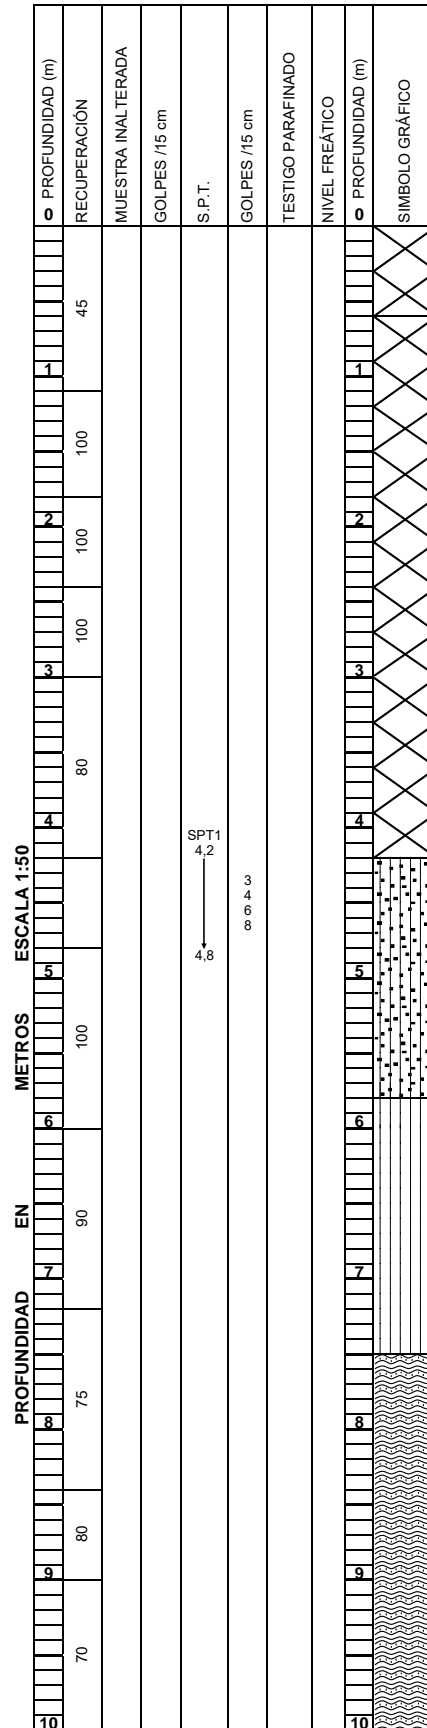 PROFUNDIDAD EN METROS ESCALA 1:50
0 PROFUNDIDAD (m)
RECUPERACIÓN
MUESTRA INALTERADA
GOLPES /15 cm
S.P.T.
GOLPES /15 cm
TESTIGO PARAFINADO
NIVEL FREÁTICO
0 PROFUNDIDAD (m)
SIMBOLO GRÁFICO
45
1 1
100
2 2
100
100
3 3
80
4 4
SPT1
4,2
3
4
6
8
4,8
5 5
100
6 6
90
7 7
75
8 8
80
9 9
70
10 10